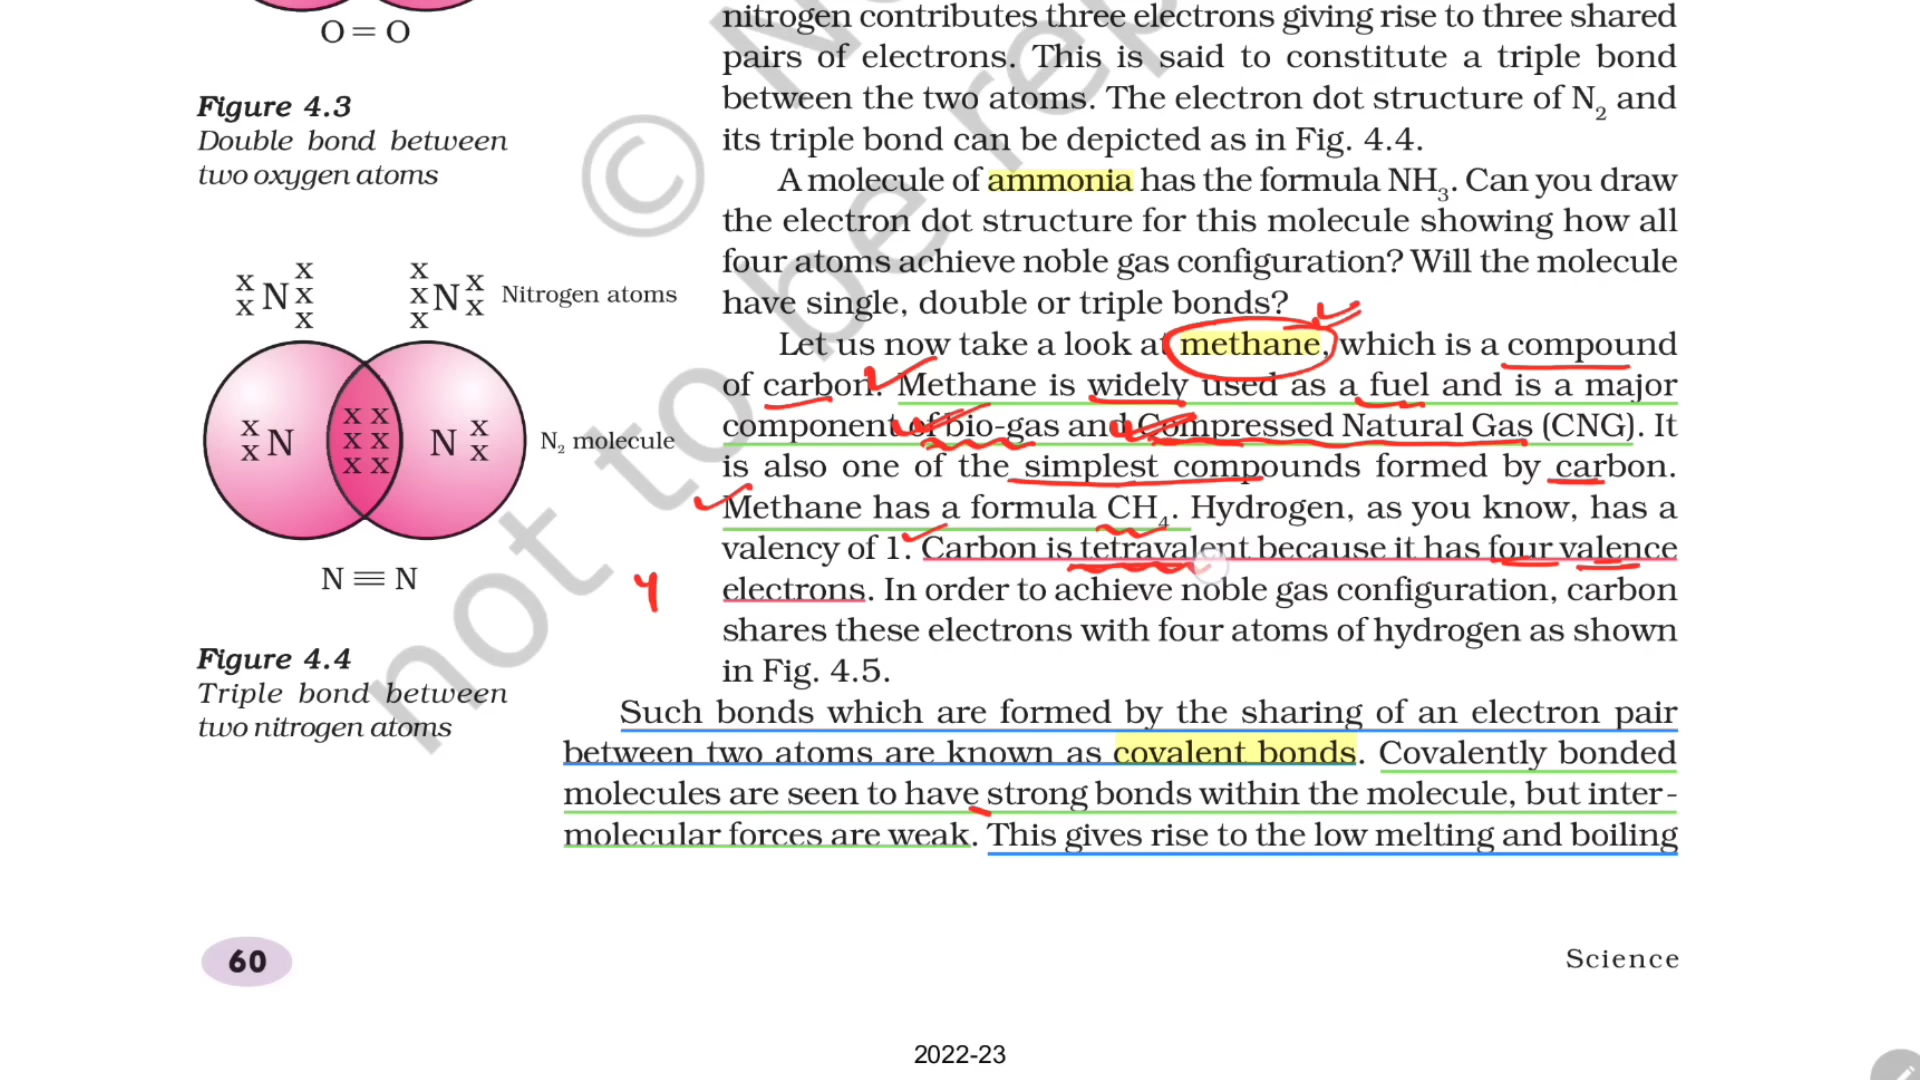 O = O
Figure 4.3
Double bond between
two oxygen atoms
x x x N x x
x x x N x x
Nitrogen atoms
x x N x x x x x x N x x
N₂ molecule
N ≡ N
Figure 4.4
Triple bond between
two nitrogen atoms
nitrogen contributes three electrons giving rise to three shared
pairs of electrons. This is said to constitute a triple bond
between the two atoms. The electron dot structure of N₂ and
its triple bond can be depicted as in Fig. 4.4.
A molecule of ammonia has the formula NH₃. Can you draw
the electron dot structure for this molecule showing how all
four atoms achieve noble gas configuration? Will the molecule
have single, double or triple bonds?
Let us now take a look at methane, which is a compound
of carbon. Methane is widely used as a fuel and is a major
component of bio-gas and Compressed Natural Gas (CNG). It
is also one of the simplest compounds formed by carbon.
Methane has a formula CH₄. Hydrogen, as you know, has a
valency of 1. Carbon is tetravalent because it has four valence
electrons. In order to achieve noble gas configuration, carbon
shares these electrons with four atoms of hydrogen as shown
in Fig. 4.5.
4
Such bonds which are formed by the sharing of an electron pair
between two atoms are known as covalent bonds. Covalently bonded
molecules are seen to have strong bonds within the molecule, but inter-
molecular forces are weak. This gives rise to the low melting and boiling
© N
not to be rep
60
Science
2022-23